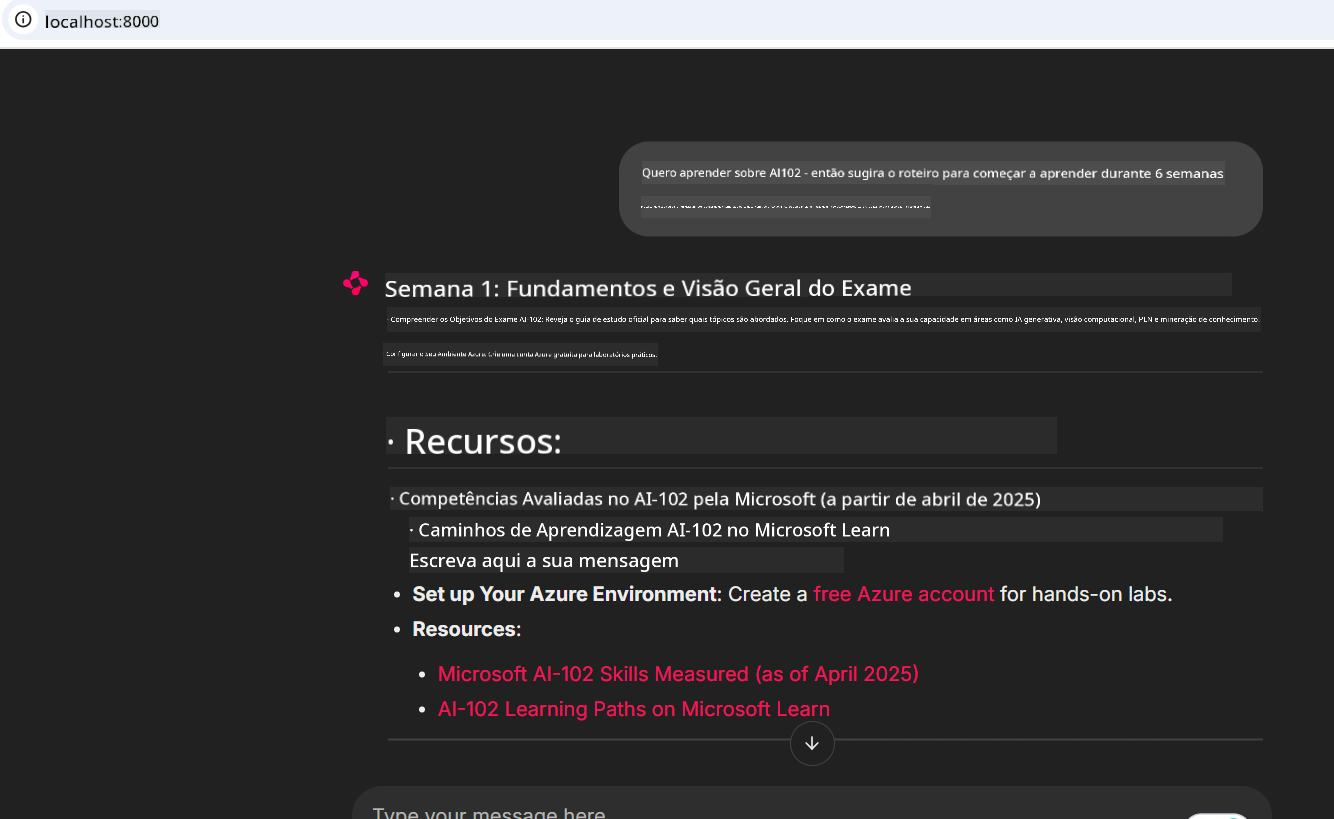 localhost:8000
Quero aprender sobre AI102 - então sugira o roteiro para começar a aprender durante 6 semanas
Semana 1: Fundamentos e Visão Geral do Exame
· Compreender os Objetivos do Exame AI-102: Reveja o guia de estudo oficial para saber quais tópicos são abordados. Foque em como o exame avalia a sua capacidade em áreas como IA generativa, visão computacional, PLN e mineração de conhecimento.
Configurar o seu Ambiente Azure: Crie uma conta Azure gratuita para laboratórios práticos.
· Recursos:
· Competências Avaliadas no AI-102 pela Microsoft (a partir de abril de 2025)
· Caminhos de Aprendizagem AI-102 no Microsoft Learn
Escreva aqui a sua mensagem
• Set up Your Azure Environment: Create a free Azure account for hands-on labs.
• Resources:
• Microsoft AI-102 Skills Measured (as of April 2025)
• AI-102 Learning Paths on Microsoft Learn
Type your message here